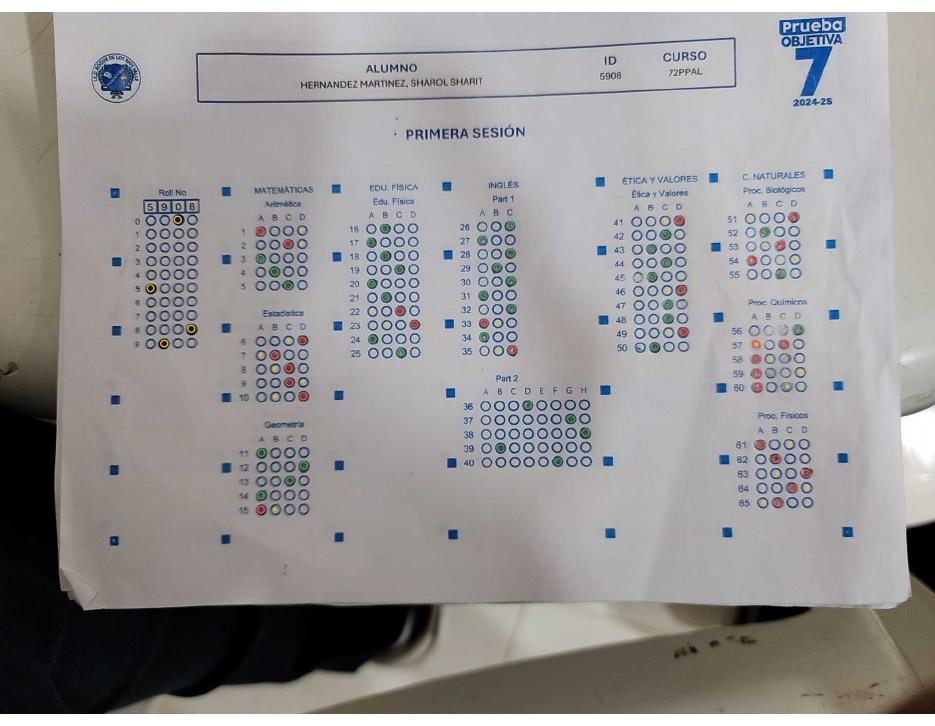 Prueba
OBJETIVA
7
2024-2S
ALUMNO
HERNANDEZ MARTINEZ, SHAROL SHARIT
ID
5908
CURSO
72PPAL
PRIMERA SESIÓN
Roll No
5 9 0 8
0
1
2
3
4
5
6
7
8
9
MATEMÁTICAS
Aritmética
A B C D
1
2
3
4
5
Estadística
A B C D
6
7
8
9
10
Geometría
A B C D
11
12
13
14
15
EDU. FÍSICA
Edu. Física
A B C D
16
17
18
19
20
21
22
23
24
25
INGLÉS
Part 1
A B C
26
27
28
29
30
31
32
33
34
35
Part 2
A B C D E F G H
36
37
38
39
40
ÉTICA Y VALORES
Ética y Valores
A B C D
41
42
43
44
45
46
47
48
49
50
C. NATURALES
Proc. Biológicos
A B C D
51
52
53
54
55
Proc. Químicos
A B C D
56
57
58
59
60
Proc. Físicos
A B C D
61
62
63
64
65